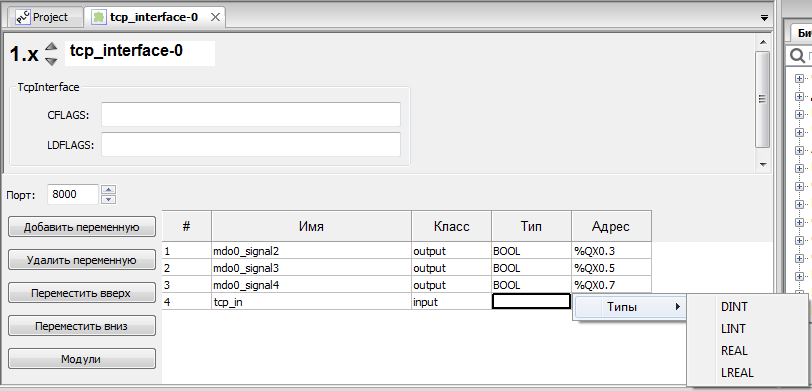 Project
tcp_interface-0
1.x
tcp_interface-0
TcpInterface
CFLAGS:
LDFLAGS:
Порт: 8000
Добавить переменную
Удалить переменную
Переместить вверх
Переместить вниз
Модули
# Имя Класс Тип Адрес
1 mdo0_signal2 output BOOL %QX0.3
2 mdo0_signal3 output BOOL %QX0.5
3 mdo0_signal4 output BOOL %QX0.7
4 tcp_in input
Типы
DINT
LINT
REAL
LREAL